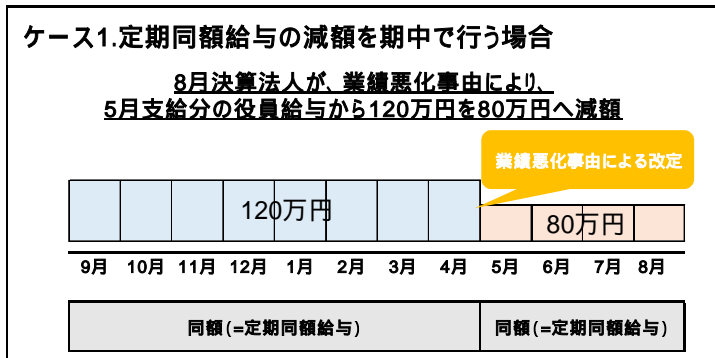 ケース1.定期同額給与の減額を期中で行う場合
8月決算法人が、業績悪化事由により、
5月支給分の役員給与から120万円を80万円へ減額
業績悪化事由による改定
120万円
80万円
9月 10月 11月 12月 1月 2月 3月 4月 5月 6月 7月 8月
同額(=定期同額給与) 同額(=定期同額給与)